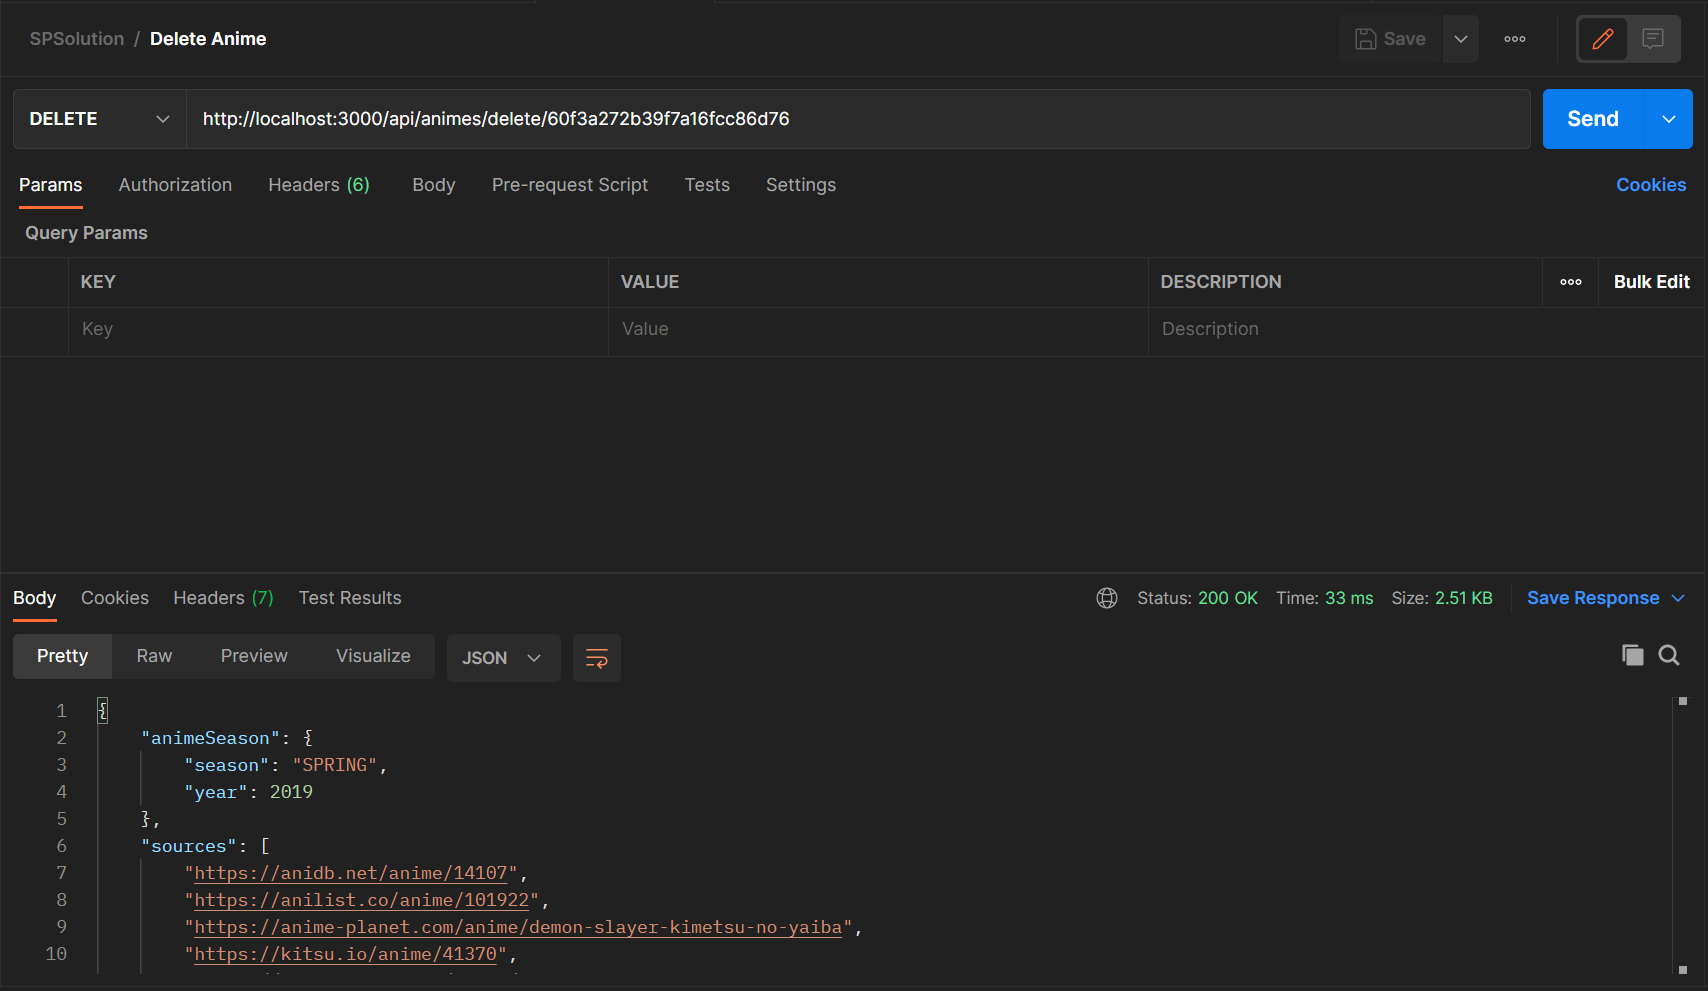 SPSolution / Delete Anime
Save
DELETE
http://localhost:3000/api/animes/delete/60f3a272b39f7a16fcc86d76
Send
Params Authorization Headers (6) Body Pre-request Script Tests Settings Cookies
Query Params
KEY VALUE DESCRIPTION Bulk Edit
Key Value Description
Body Cookies Headers (7) Test Results Status: 200 OK Time: 33 ms Size: 2.51 KB Save Response
Pretty Raw Preview Visualize JSON
1 {
2 "animeSeason": {
3 "season": "SPRING",
4 "year": 2019
5 },
6 "sources": [
7 "https://anidb.net/anime/14107",
8 "https://anilist.co/anime/101922",
9 "https://anime-planet.com/anime/demon-slayer-kimetsu-no-yaiba",
10 "https://kitsu.io/anime/41370",